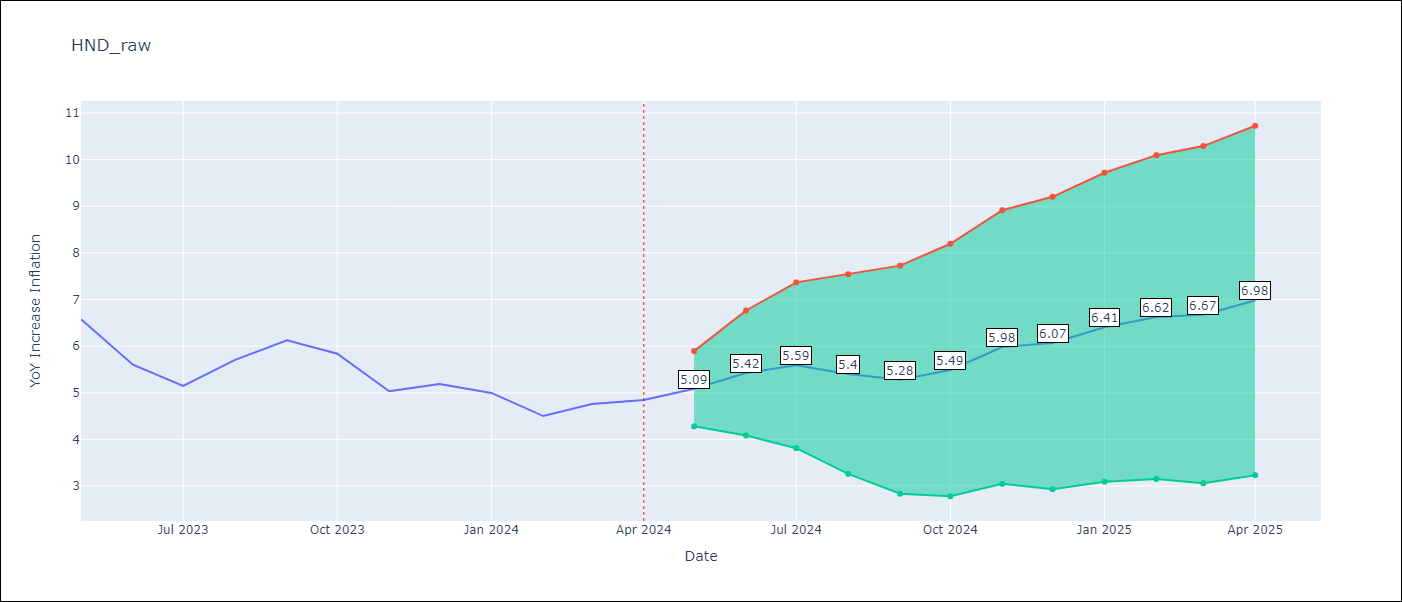 HND_raw
11
10
9
8
7
6
5
4
3
YoY Increase Inflation
5.09
5.42
5.59
5.4
5.28
5.49
5.98
6.07
6.41
6.62
6.67
6.98
Jul 2023
Oct 2023
Jan 2024
Apr 2024
Jul 2024
Oct 2024
Jan 2025
Apr 2025
Date